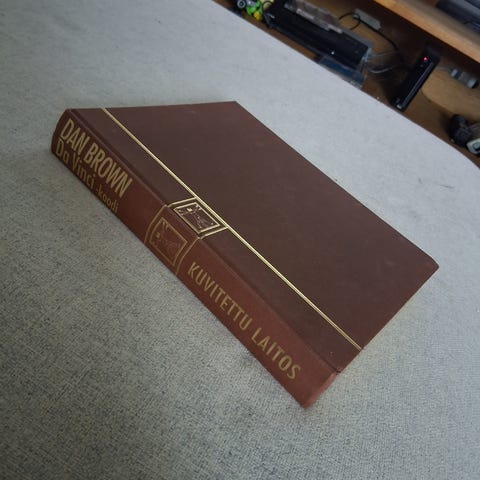 DAN BROWN
Da Vinci -koodi
KUVITETTU LAITOS